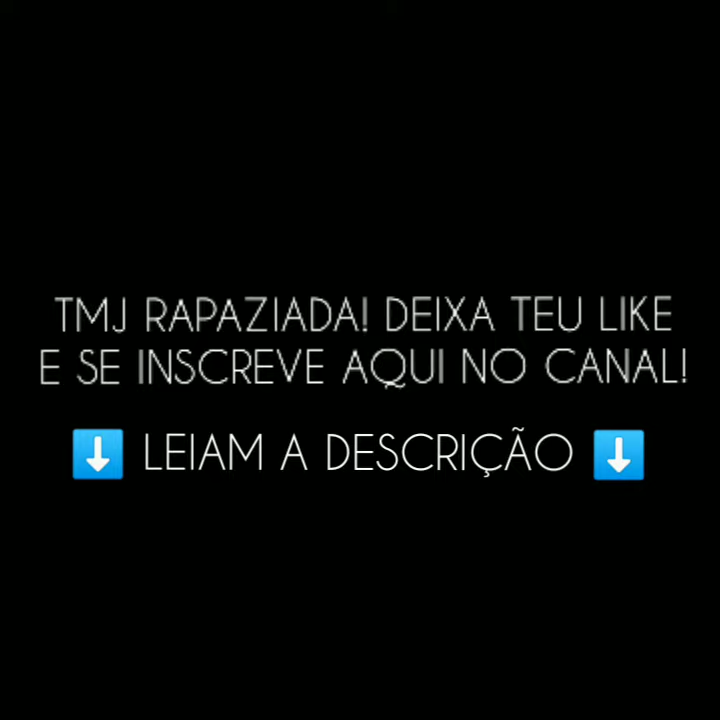 TMJ RAPAZIADA! DEIXA TEU LIKE
E SE INSCREVE AQUI NO CANAL!
⬇️ LEIAM A DESCRIÇÃO ⬇️